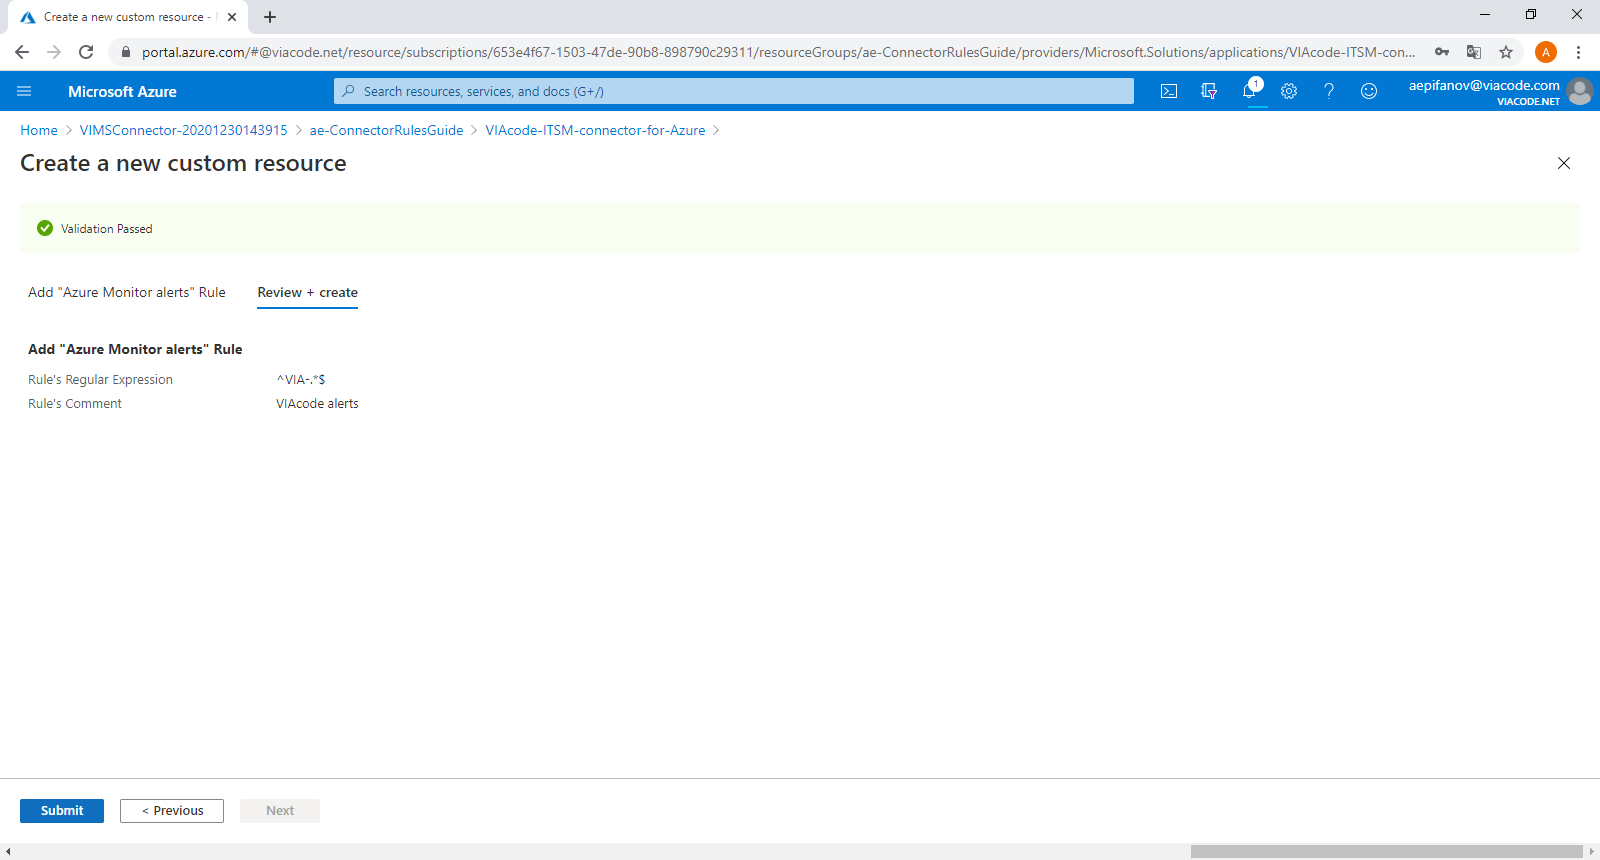 Create a new custom resource -
portal.azure.com/#@viacode.net/resource/subscriptions/653e4f67-1503-47de-90b8-898790c29311/resourceGroups/ae-ConnectorRulesGuide/providers/Microsoft.Solutions/applications/VIAcode-ITSM-con...
A
Microsoft Azure
Search resources, services, and docs (G+/)
1
aepifanov@viacode.com
VIACODE.NET
Home > VIMSConnector-20201230143915 > ae-ConnectorRulesGuide > VIAcode-ITSM-connector-for-Azure >
Create a new custom resource
Validation Passed
Add "Azure Monitor alerts" Rule Review + create
Add "Azure Monitor alerts" Rule
Rule's Regular Expression ^VIA-.*$
Rule's Comment VIAcode alerts
Submit < Previous Next